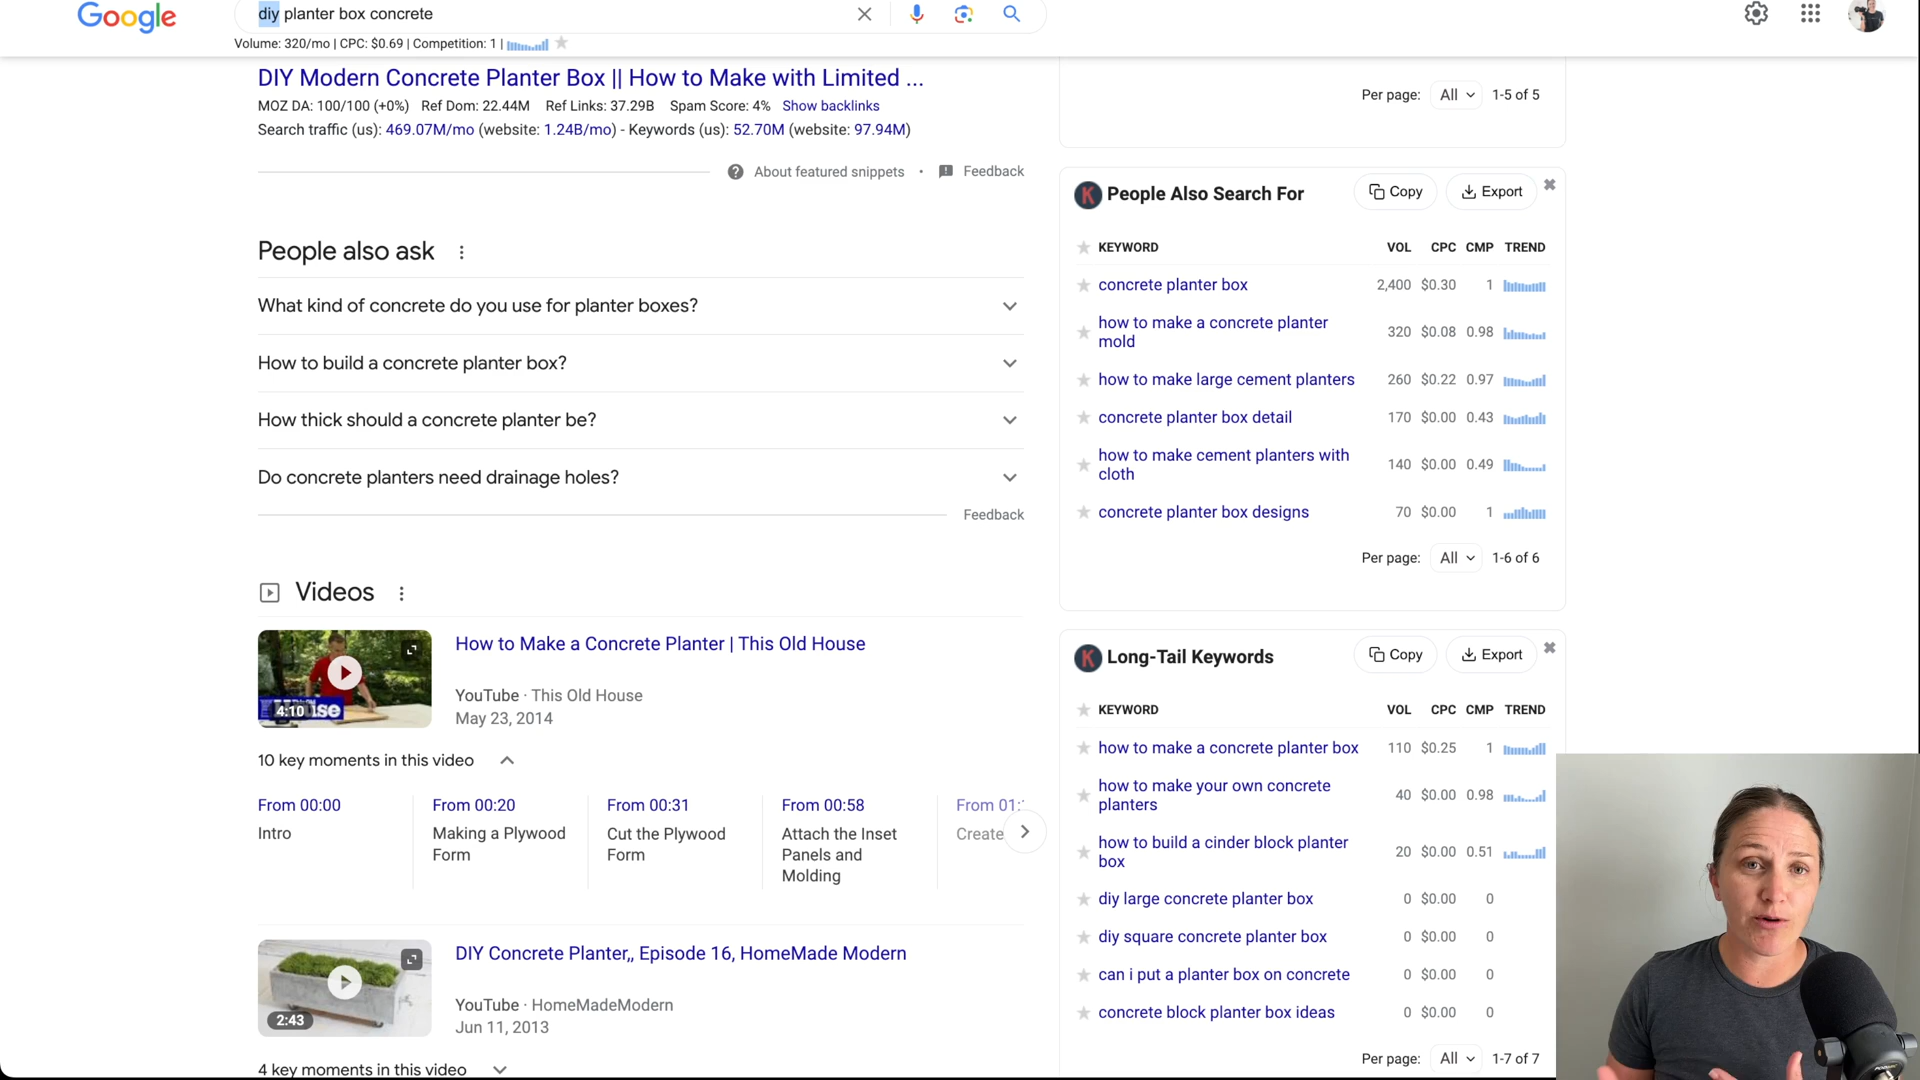 Google
diy planter box concrete
Volume: 320/mo | CPC: $0.69 | Competition: 1 |
DIY Modern Concrete Planter Box || How to Make with Limited ...
MOZ DA: 100/100 (+0%) Ref Dom: 22.44M Ref Links: 37.29B Spam Score: 4% Show backlinks
Search traffic (us): 469.07M/mo (website: 1.24B/mo) - Keywords (us): 52.70M (website: 97.94M)
About featured snippets • Feedback
People also ask
What kind of concrete do you use for planter boxes?
How to build a concrete planter box?
How thick should a concrete planter be?
Do concrete planters need drainage holes?
Feedback
Videos
4:10
How to Make a Concrete Planter | This Old House
YouTube · This Old House
May 23, 2014
10 key moments in this video
From 00:00
Intro
From 00:20
Making a Plywood
Form
From 00:31
Cut the Plywood
Form
From 00:58
Attach the Inset
Panels and
Molding
From 01:
Create
2:43
DIY Concrete Planter,, Episode 16, HomeMade Modern
YouTube · HomeMadeModern
Jun 11, 2013
4 key moments in this video
Per page: All 1-5 of 5
K People Also Search For Copy Export
KEYWORD VOL CPC CMP TREND
concrete planter box 2,400 $0.30 1
how to make a concrete planter
mold 320 $0.08 0.98
how to make large cement planters 260 $0.22 0.97
concrete planter box detail 170 $0.00 0.43
how to make cement planters with
cloth 140 $0.00 0.49
concrete planter box designs 70 $0.00 1
Per page: All 1-6 of 6
K Long-Tail Keywords Copy Export
KEYWORD VOL CPC CMP TREND
how to make a concrete planter box 110 $0.25 1
how to make your own concrete
planters 40 $0.00 0.98
how to build a cinder block planter
box 20 $0.00 0.51
diy large concrete planter box 0 $0.00 0
diy square concrete planter box 0 $0.00 0
can i put a planter box on concrete 0 $0.00 0
concrete block planter box ideas 0 $0.00 0
Per page: All 1-7 of 7